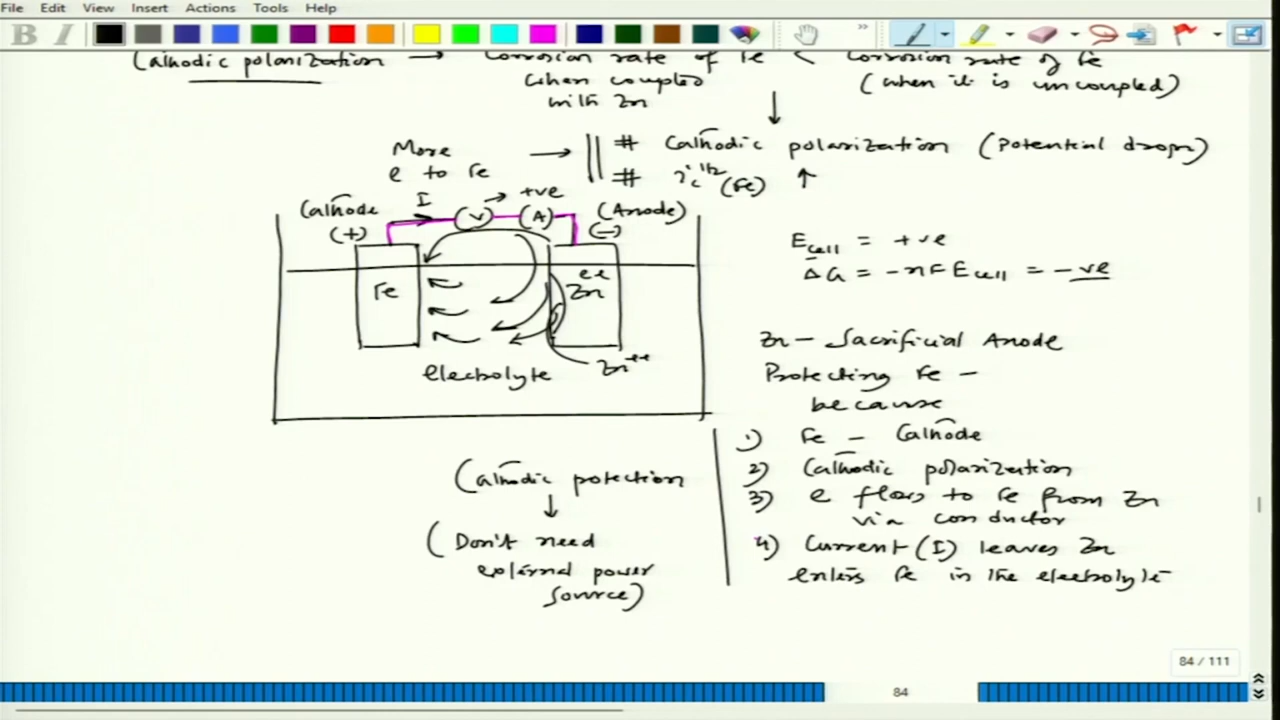 File Edit View Insert Actions Tools Help
B I
Cathodic polarization → Corrosion rate of Fe < Corrosion rate of Fe
when coupled (when it is uncoupled)
with Zn
↓
More → # Cathodic polarization (Potential drops)
e to Fe # i_c^1/2 (Fe) ↑
Cathode I → +ve (Anode)
(+) V A (-)
Fe
e e
Zn
Zn++
electrolyte
E_cell = +ve
ΔG = -nFE_cell = -ve
Zn - Sacrificial Anode
Protecting Fe -
because
1) Fe - Cathode
2) Cathodic polarization
3) e flows to Fe from Zn
via conductor
4) Current (I) leaves Zn
enters Fe in the electrolyte
Cathodic potection
↓
(Don't need
external power
source)
84 / 111
84